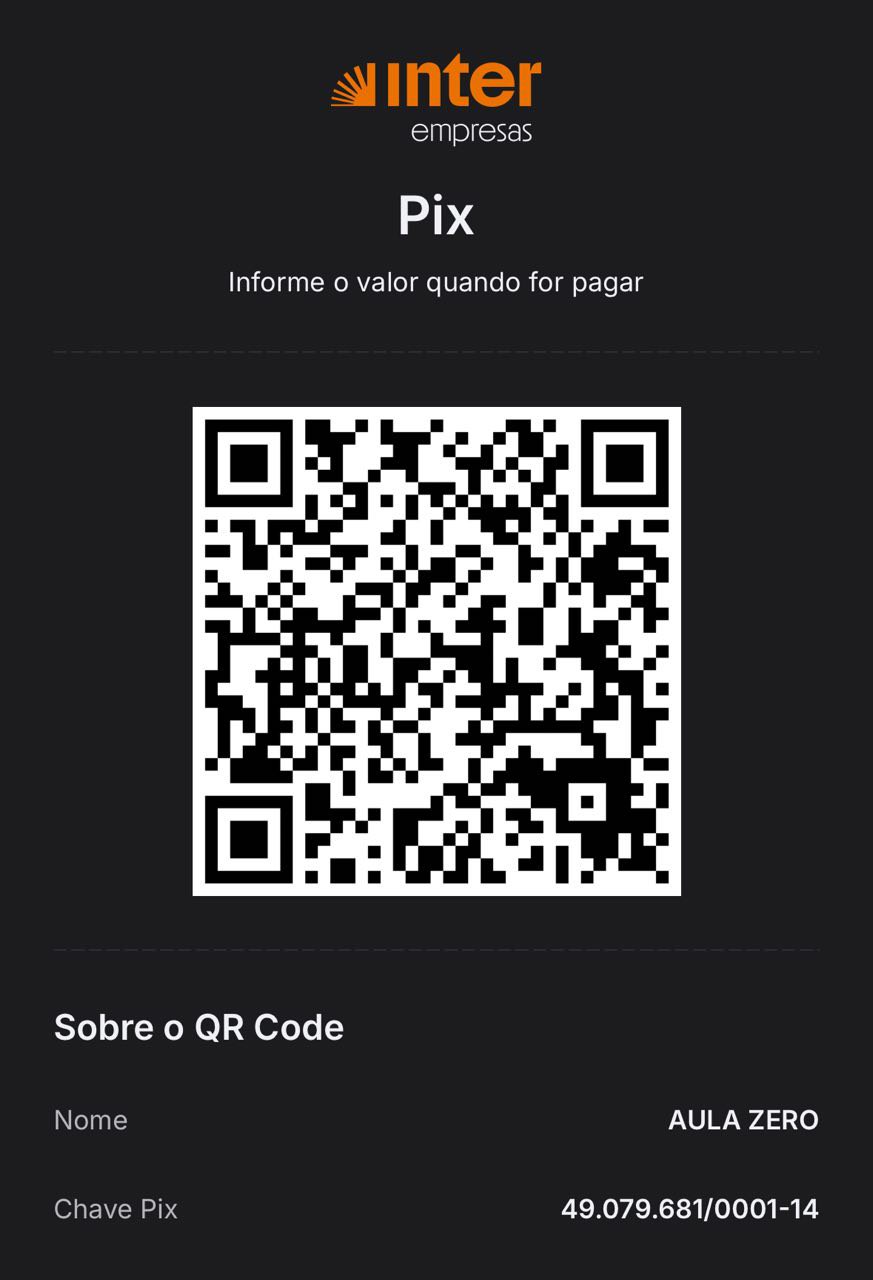 inter
empresas
Pix
Informe o valor quando for pagar
Sobre o QR Code
Nome
AULA ZERO
Chave Pix
49.079.681/0001-14